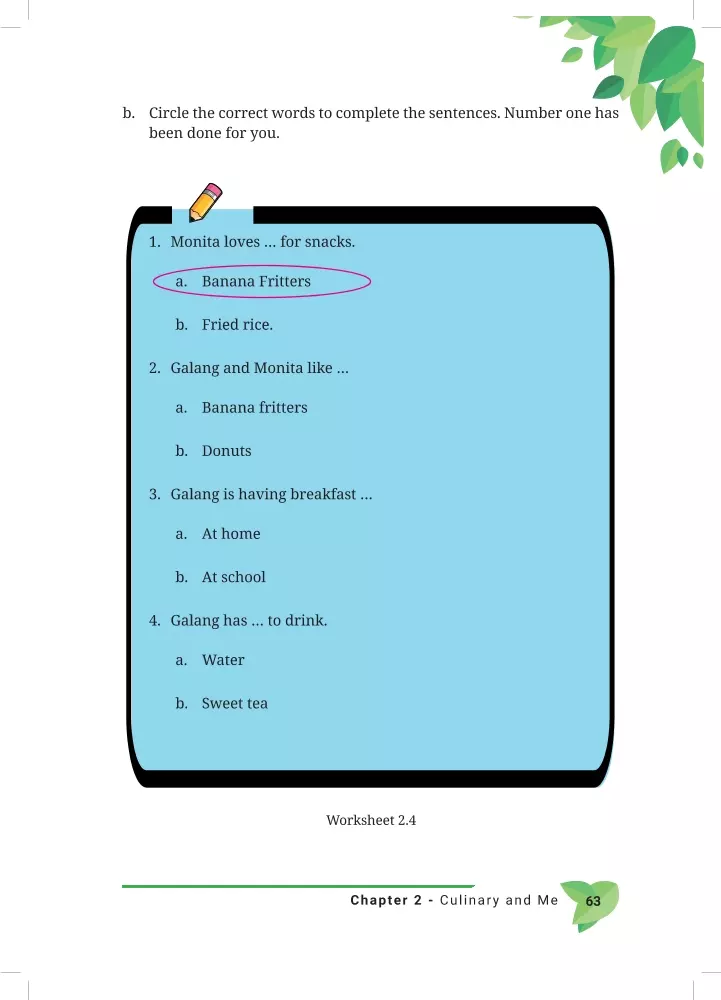 b. Circle the correct words to complete the sentences. Number one has
been done for you.
1. Monita loves ... for snacks.
a. Banana Fritters
b. Fried rice.
2. Galang and Monita like ...
a. Banana fritters
b. Donuts
3. Galang is having breakfast ...
a. At home
b. At school
4. Galang has ... to drink.
a. Water
b. Sweet tea
Worksheet 2.4
Chapter 2 - Culinary and Me 63